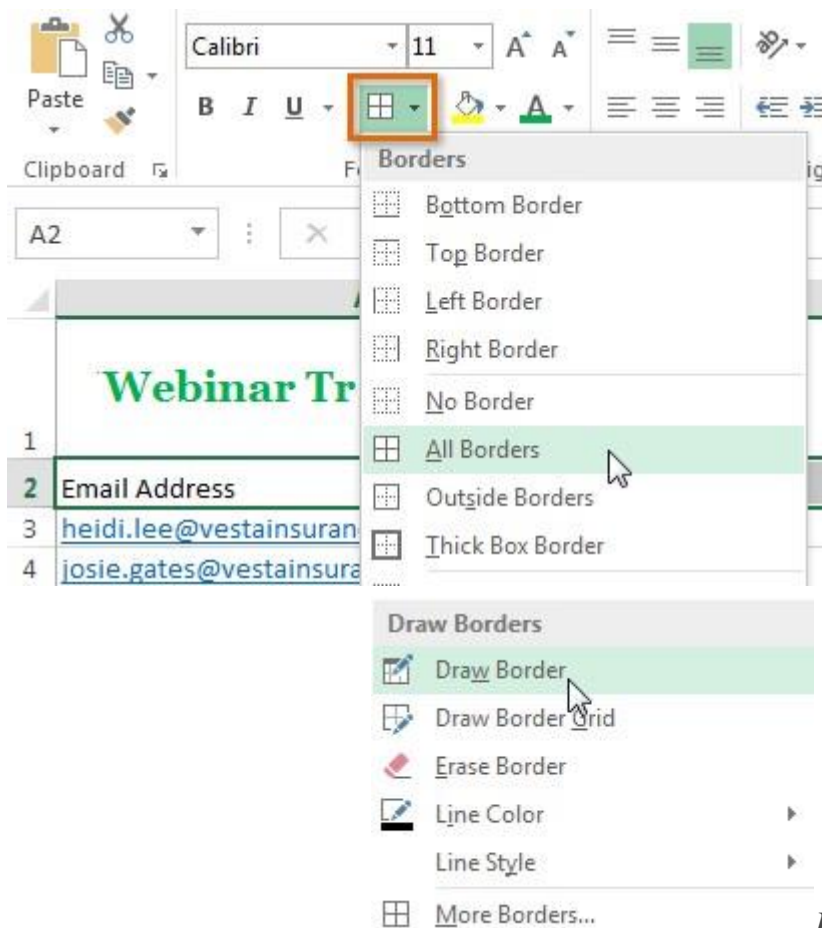 Calibri 11 A A
Paste
B I U A
Clipboard F
Borders
Bottom Border
Top Border
Left Border
Right Border
No Border
All Borders
Outside Borders
Thick Box Border
A2
1 Webinar Tr
2 Email Address
3 heidi.lee@vestainsuran
4 josie.gates@vestainsura
Draw Borders
Draw Border
Draw Border Grid
Erase Border
Line Color
Line Style
More Borders...